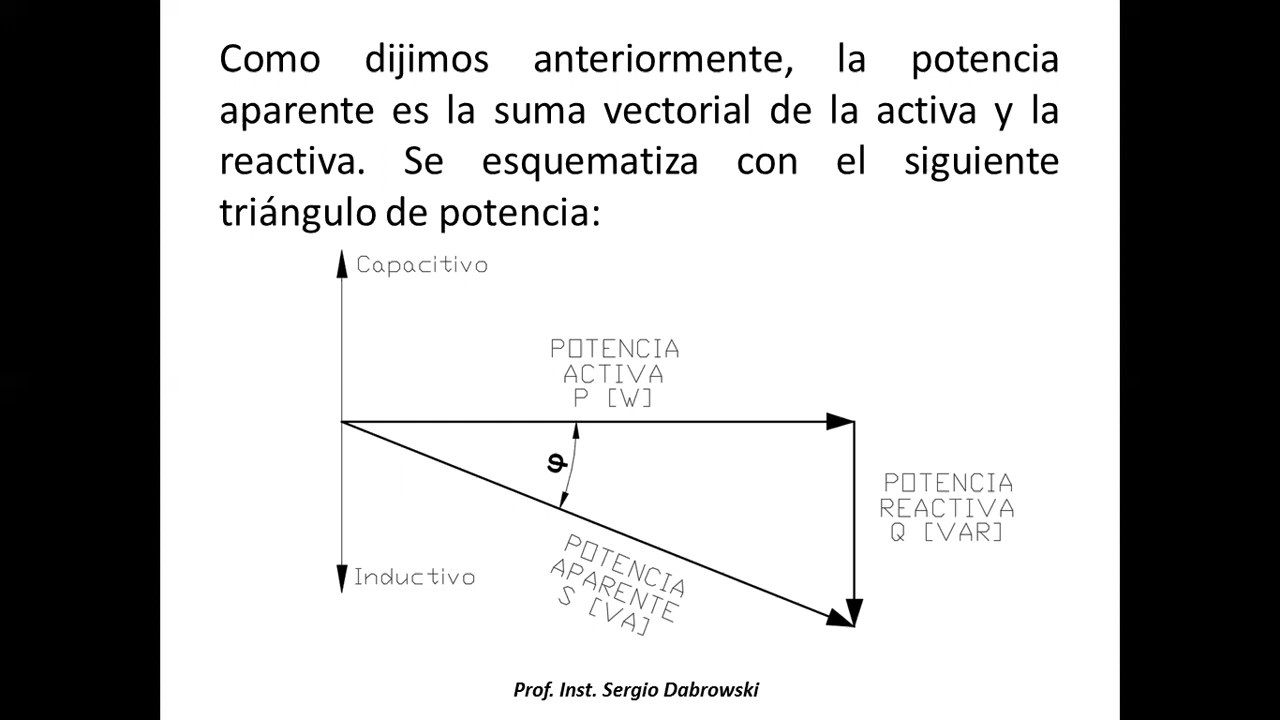 Como dijimos anteriormente, la potencia
aparente es la suma vectorial de la activa y la
reactiva. Se esquematiza con el siguiente
triángulo de potencia:
Capacitivo
POTENCIA
ACTIVA
P [W]
φ
POTENCIA
REACTIVA
Q [VAR]
Inductivo
POTENCIA
APARENTE
S [VA]
Prof. Inst. Sergio Dabrowski